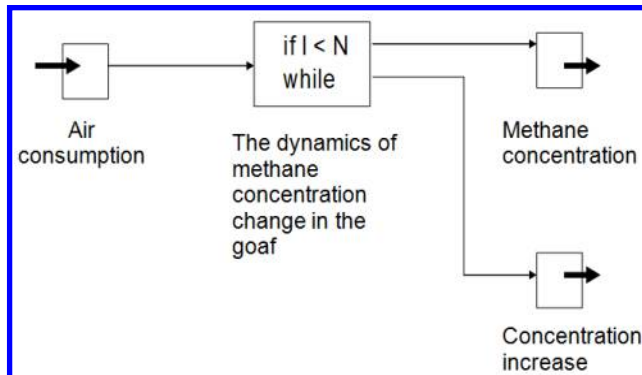 if I < N
while
Air
consumption
The dynamics of
methane
concentration
change in the
goaf
Methane
concentration
Concentration
increase